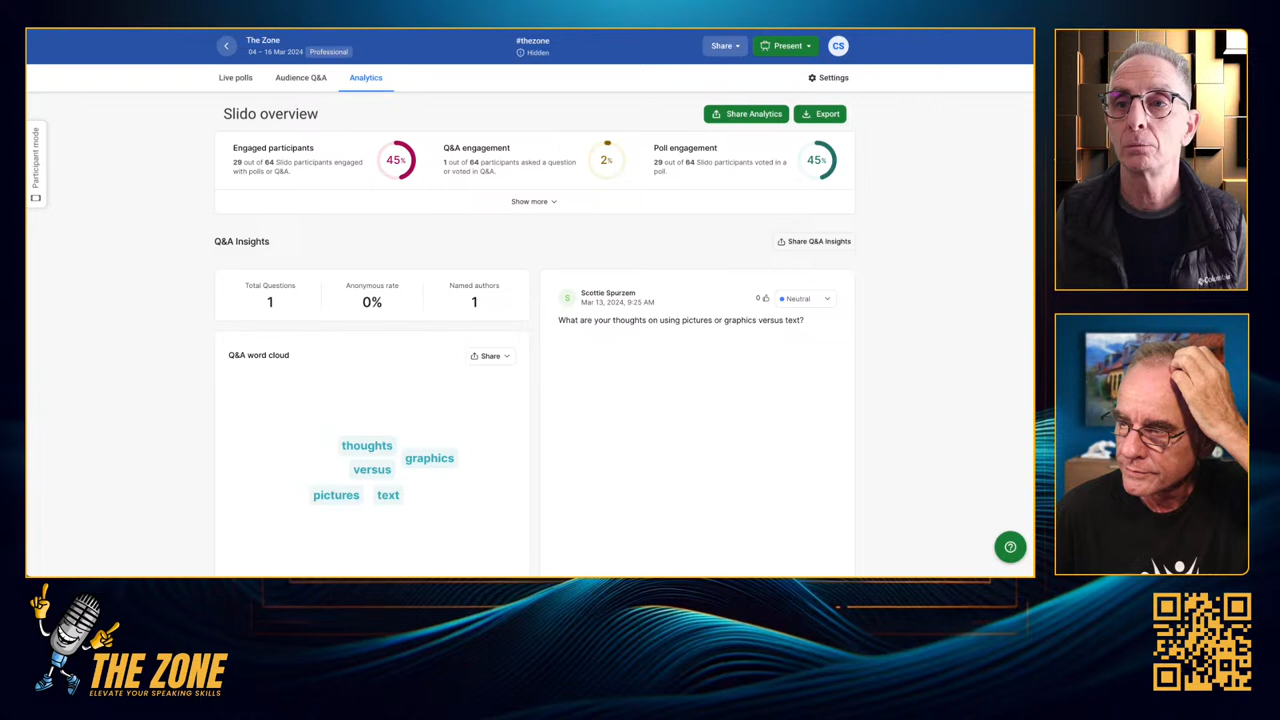 The Zone
04 – 16 Mar 2024 Professional
#thezone
Hidden
Share
Present
CS
Live polls
Audience Q&A
Analytics
Settings
Participant mode
Slido overview
Share Analytics
Export
Engaged participants
29 out of 64 Slido participants engaged
with polls or Q&A.
45%
Q&A engagement
1 out of 64 participants asked a question
or voted in Q&A.
2%
Poll engagement
29 out of 64 Slido participants voted in a
poll.
45%
Show more
Q&A Insights
Share Q&A Insights
Total Questions
1
Anonymous rate
0%
Named authors
1
S
Scottie Spurzem
Mar 13, 2024, 9:25 AM
0
Neutral
What are your thoughts on using pictures or graphics versus text?
Q&A word cloud
Share
thoughts
graphics
versus
pictures
text
Columbia
THE ZONE
ELEVATE YOUR SPEAKING SKILLS